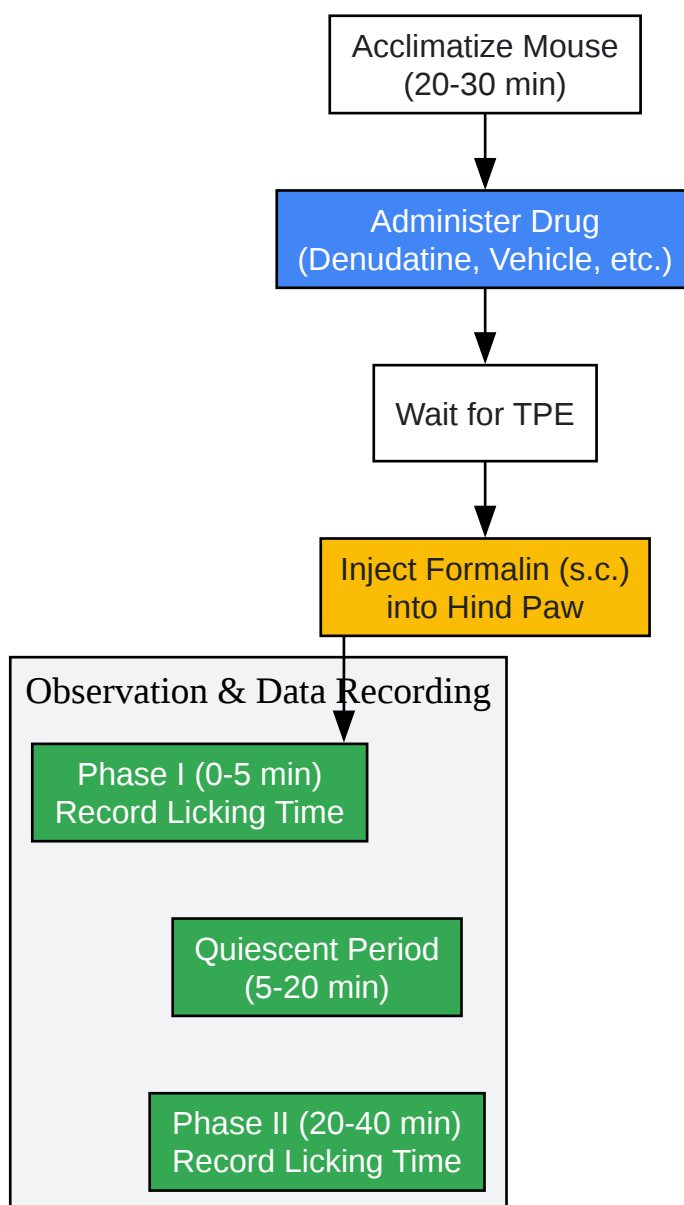 Acclimatize Mouse
(20-30 min)
Administer Drug
(Denudatine, Vehicle, etc.)
Wait for TPE
Inject Formalin (s.c.)
into Hind Paw
Observation & Data Recording
Phase I (0-5 min)
Record Licking Time
Quiescent Period
(5-20 min)
Phase II (20-40 min)
Record Licking Time